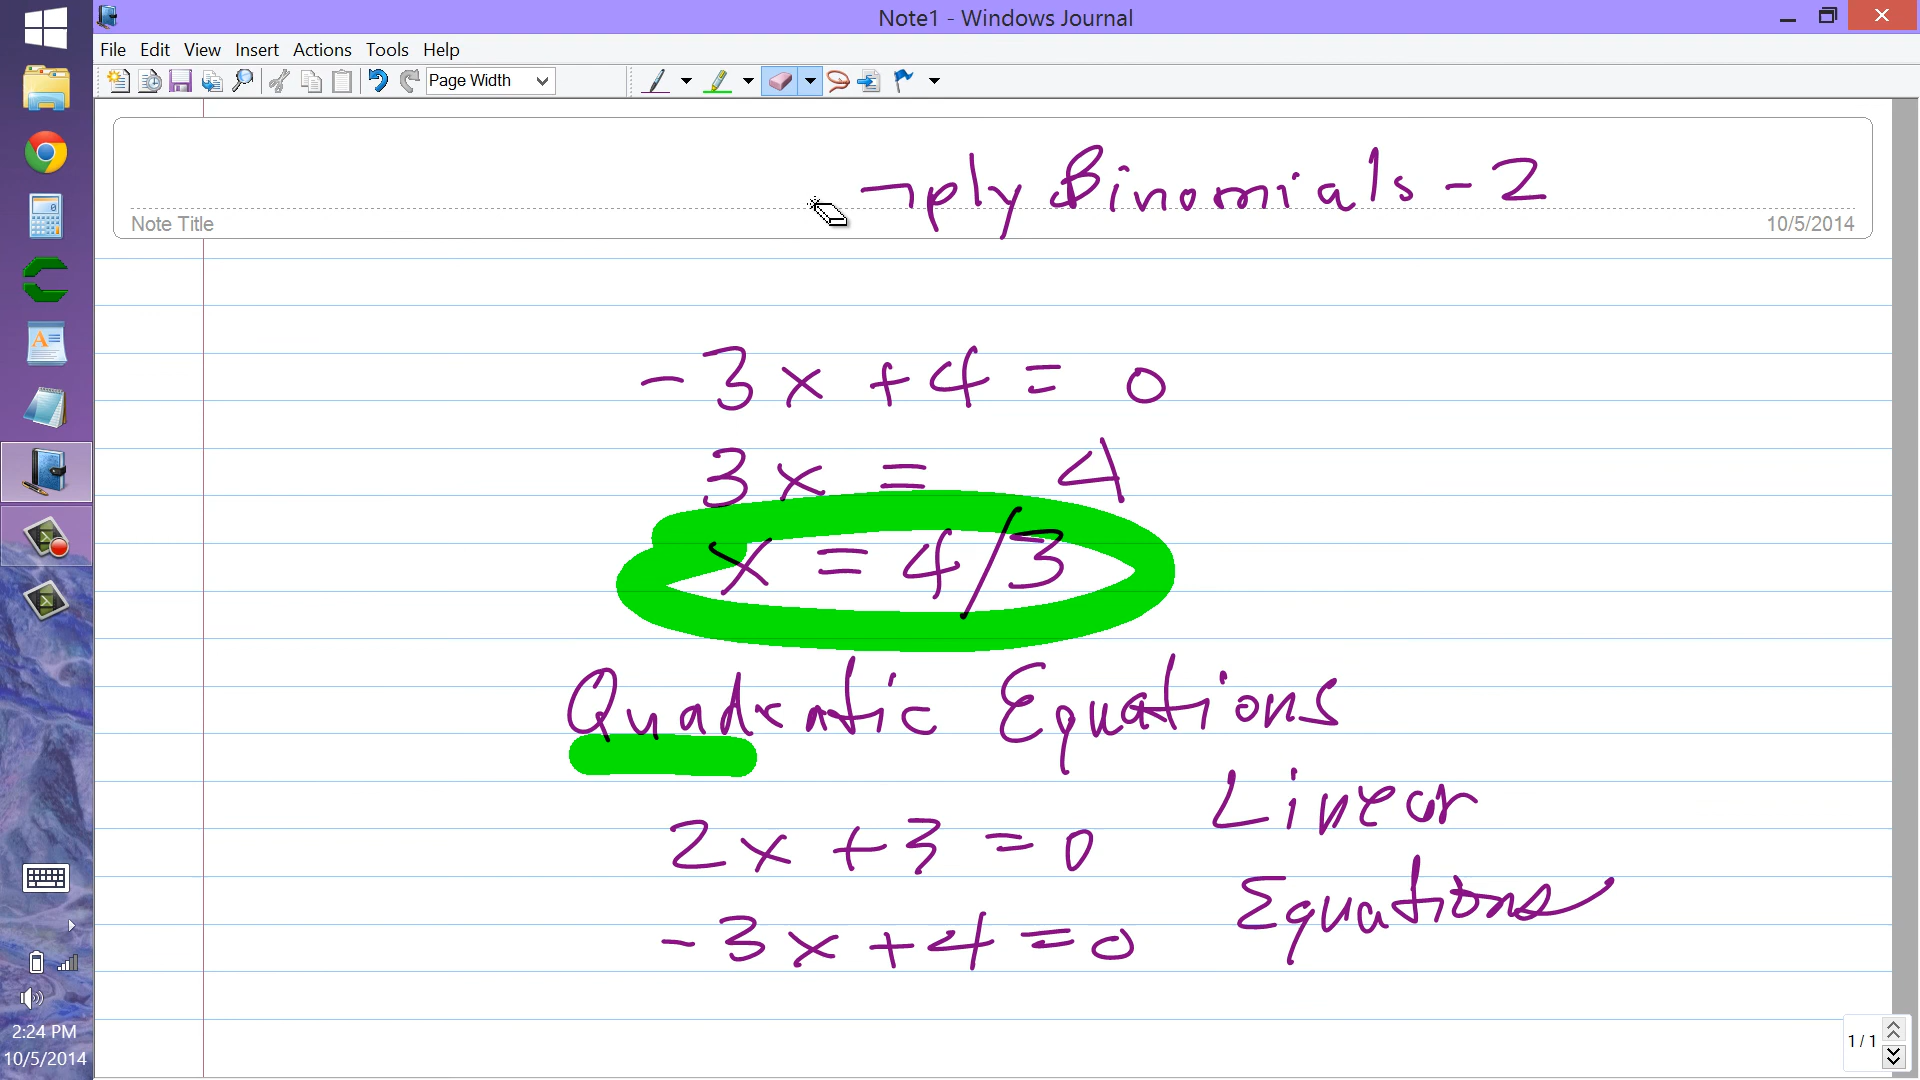 Note1 - Windows Journal
File Edit View Insert Actions Tools Help
Page Width
ply Binomials - 2
Note Title
10/5/2014
-3x + 4 = 0
3x = 4
x = 4/3
Quadratic Equations
Linear
2x + 3 = 0
Equations
-3x + 4 = 0
2:24 PM
10/5/2014
1 / 1